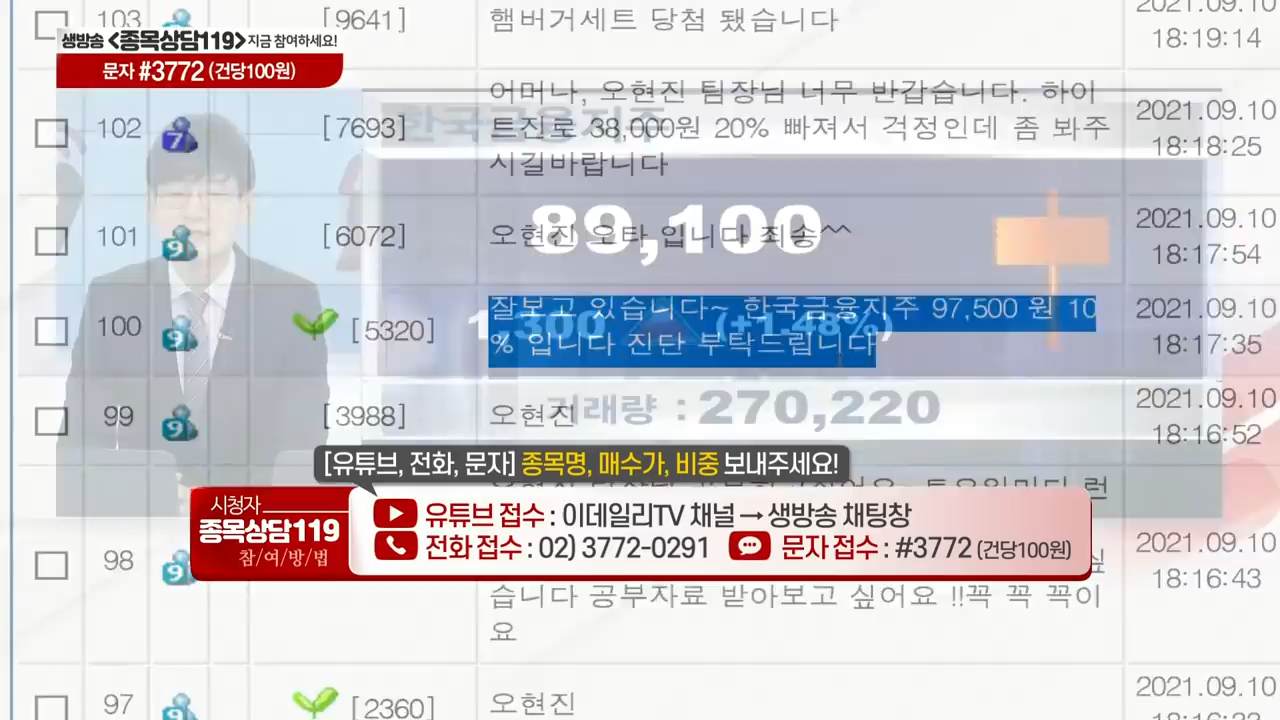 103
[9641]
햄버거세트 당첨 됐습니다
18:19:14
생방송 <종목상담119> 지금 참여하세요!
문자 #3772 (건당100원)
102
7
[7693]
어머나, 오현진 팀장님 너무 반갑습니다. 하이
트진로 38,000원 20% 빠져서 걱정인데 좀 봐주
시길바랍니다
2021.09.10
18:18:25
한국금융지주
89,100
101
9
[6072]
오현진 오타 입니다 죄송^^
2021.09.10
18:17:54
100
9
[5320]
잘보고 있습니다~ 한국금융지주 97,500 원 10
% 입니다 진단 부탁드립니다
2021.09.10
18:17:35
1,300 ▲ (+1.48%)
거래량 : 270,220
99
9
[3988]
오현진
2021.09.10
18:16:52
[유튜브, 전화, 문자] 종목명, 매수가, 비중 보내주세요!
시청자
종목상담119
참/여/방/법
유튜브 접수 : 이데일리TV 채널 → 생방송 채팅창
전화 접수 : 02) 3772-0291
문자 접수 : #3772 (건당100원)
98
9
습니다 공부자료 받아보고 싶어요 !!꼭 꼭 꼭이
요
2021.09.10
18:16:43
97
9
[2360]
오현진
2021.09.10